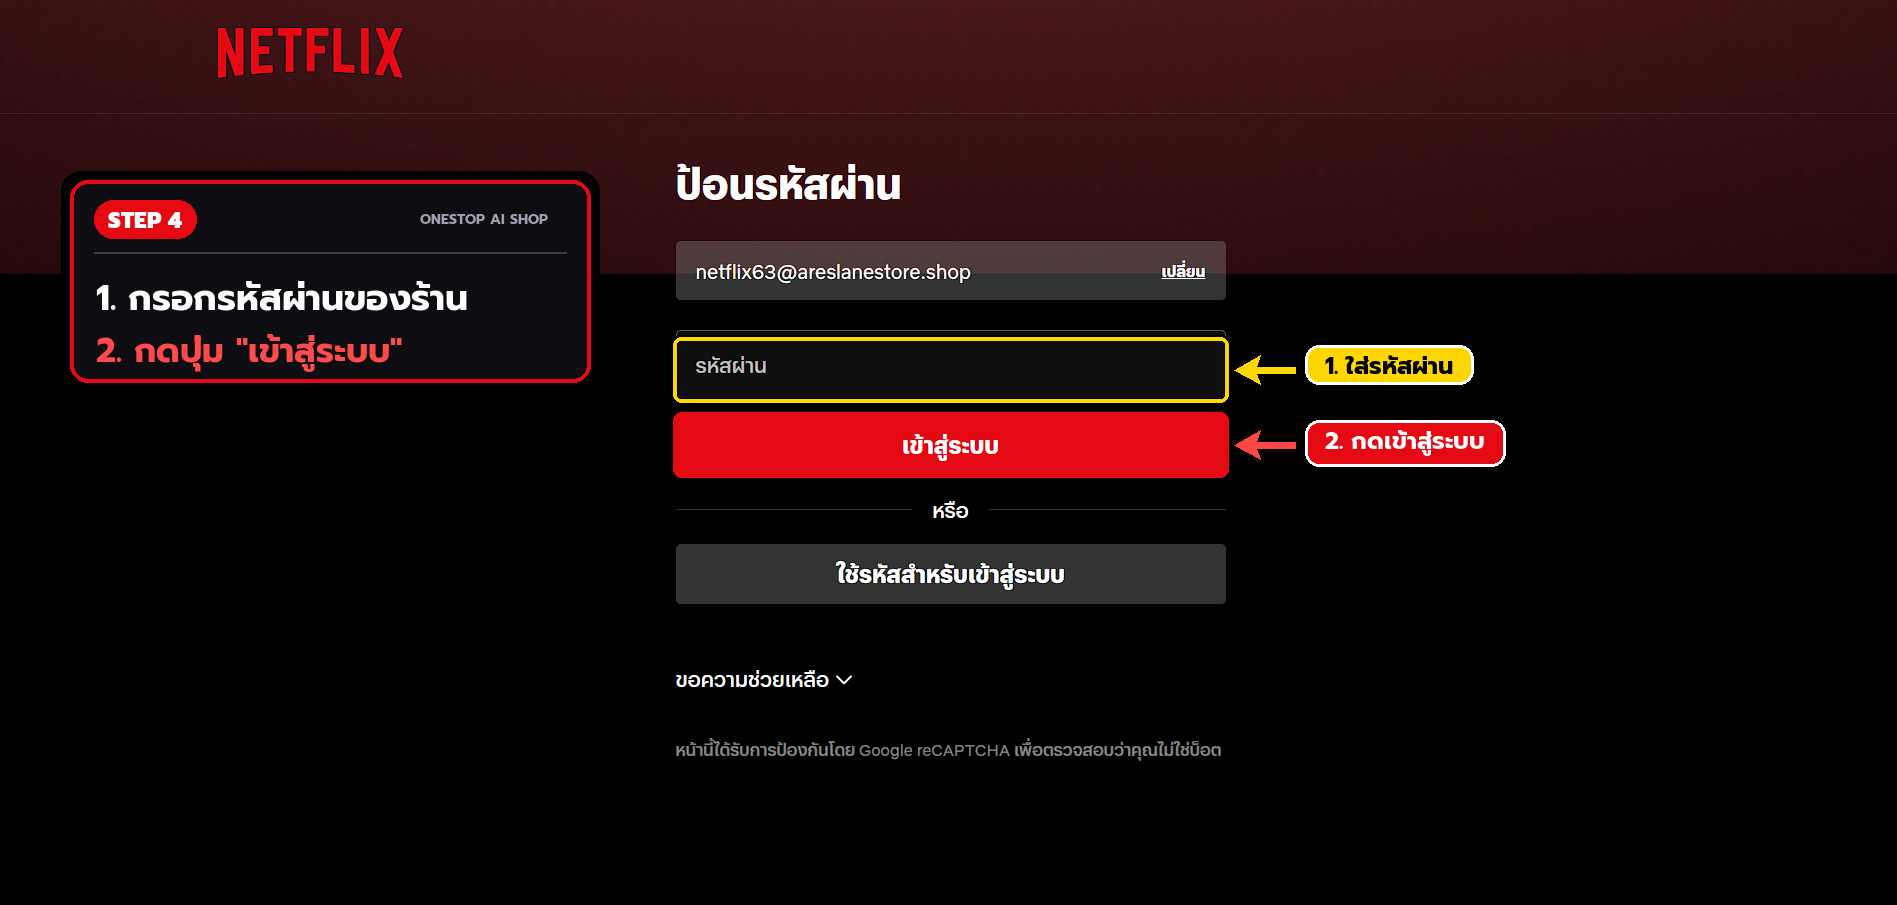 NETFLIX
STEP 4
ONESTOP AI SHOP
1. กรอกรหัสผ่านของร้าน
2. กดปุ่ม "เข้าสู่ระบบ"
ป้อนรหัสผ่าน
netflix63@areslanestore.shop
เปลี่ยน
รหัสผ่าน
1. ใส่รหัสผ่าน
เข้าสู่ระบบ
2. กดเข้าสู่ระบบ
หรือ
ใช้รหัสสำหรับเข้าสู่ระบบ
ขอความช่วยเหลือ
หน้านี้ได้รับการป้องกันโดย Google reCAPTCHA เพื่อตรวจสอบว่าคุณไม่ใช่บ็อต